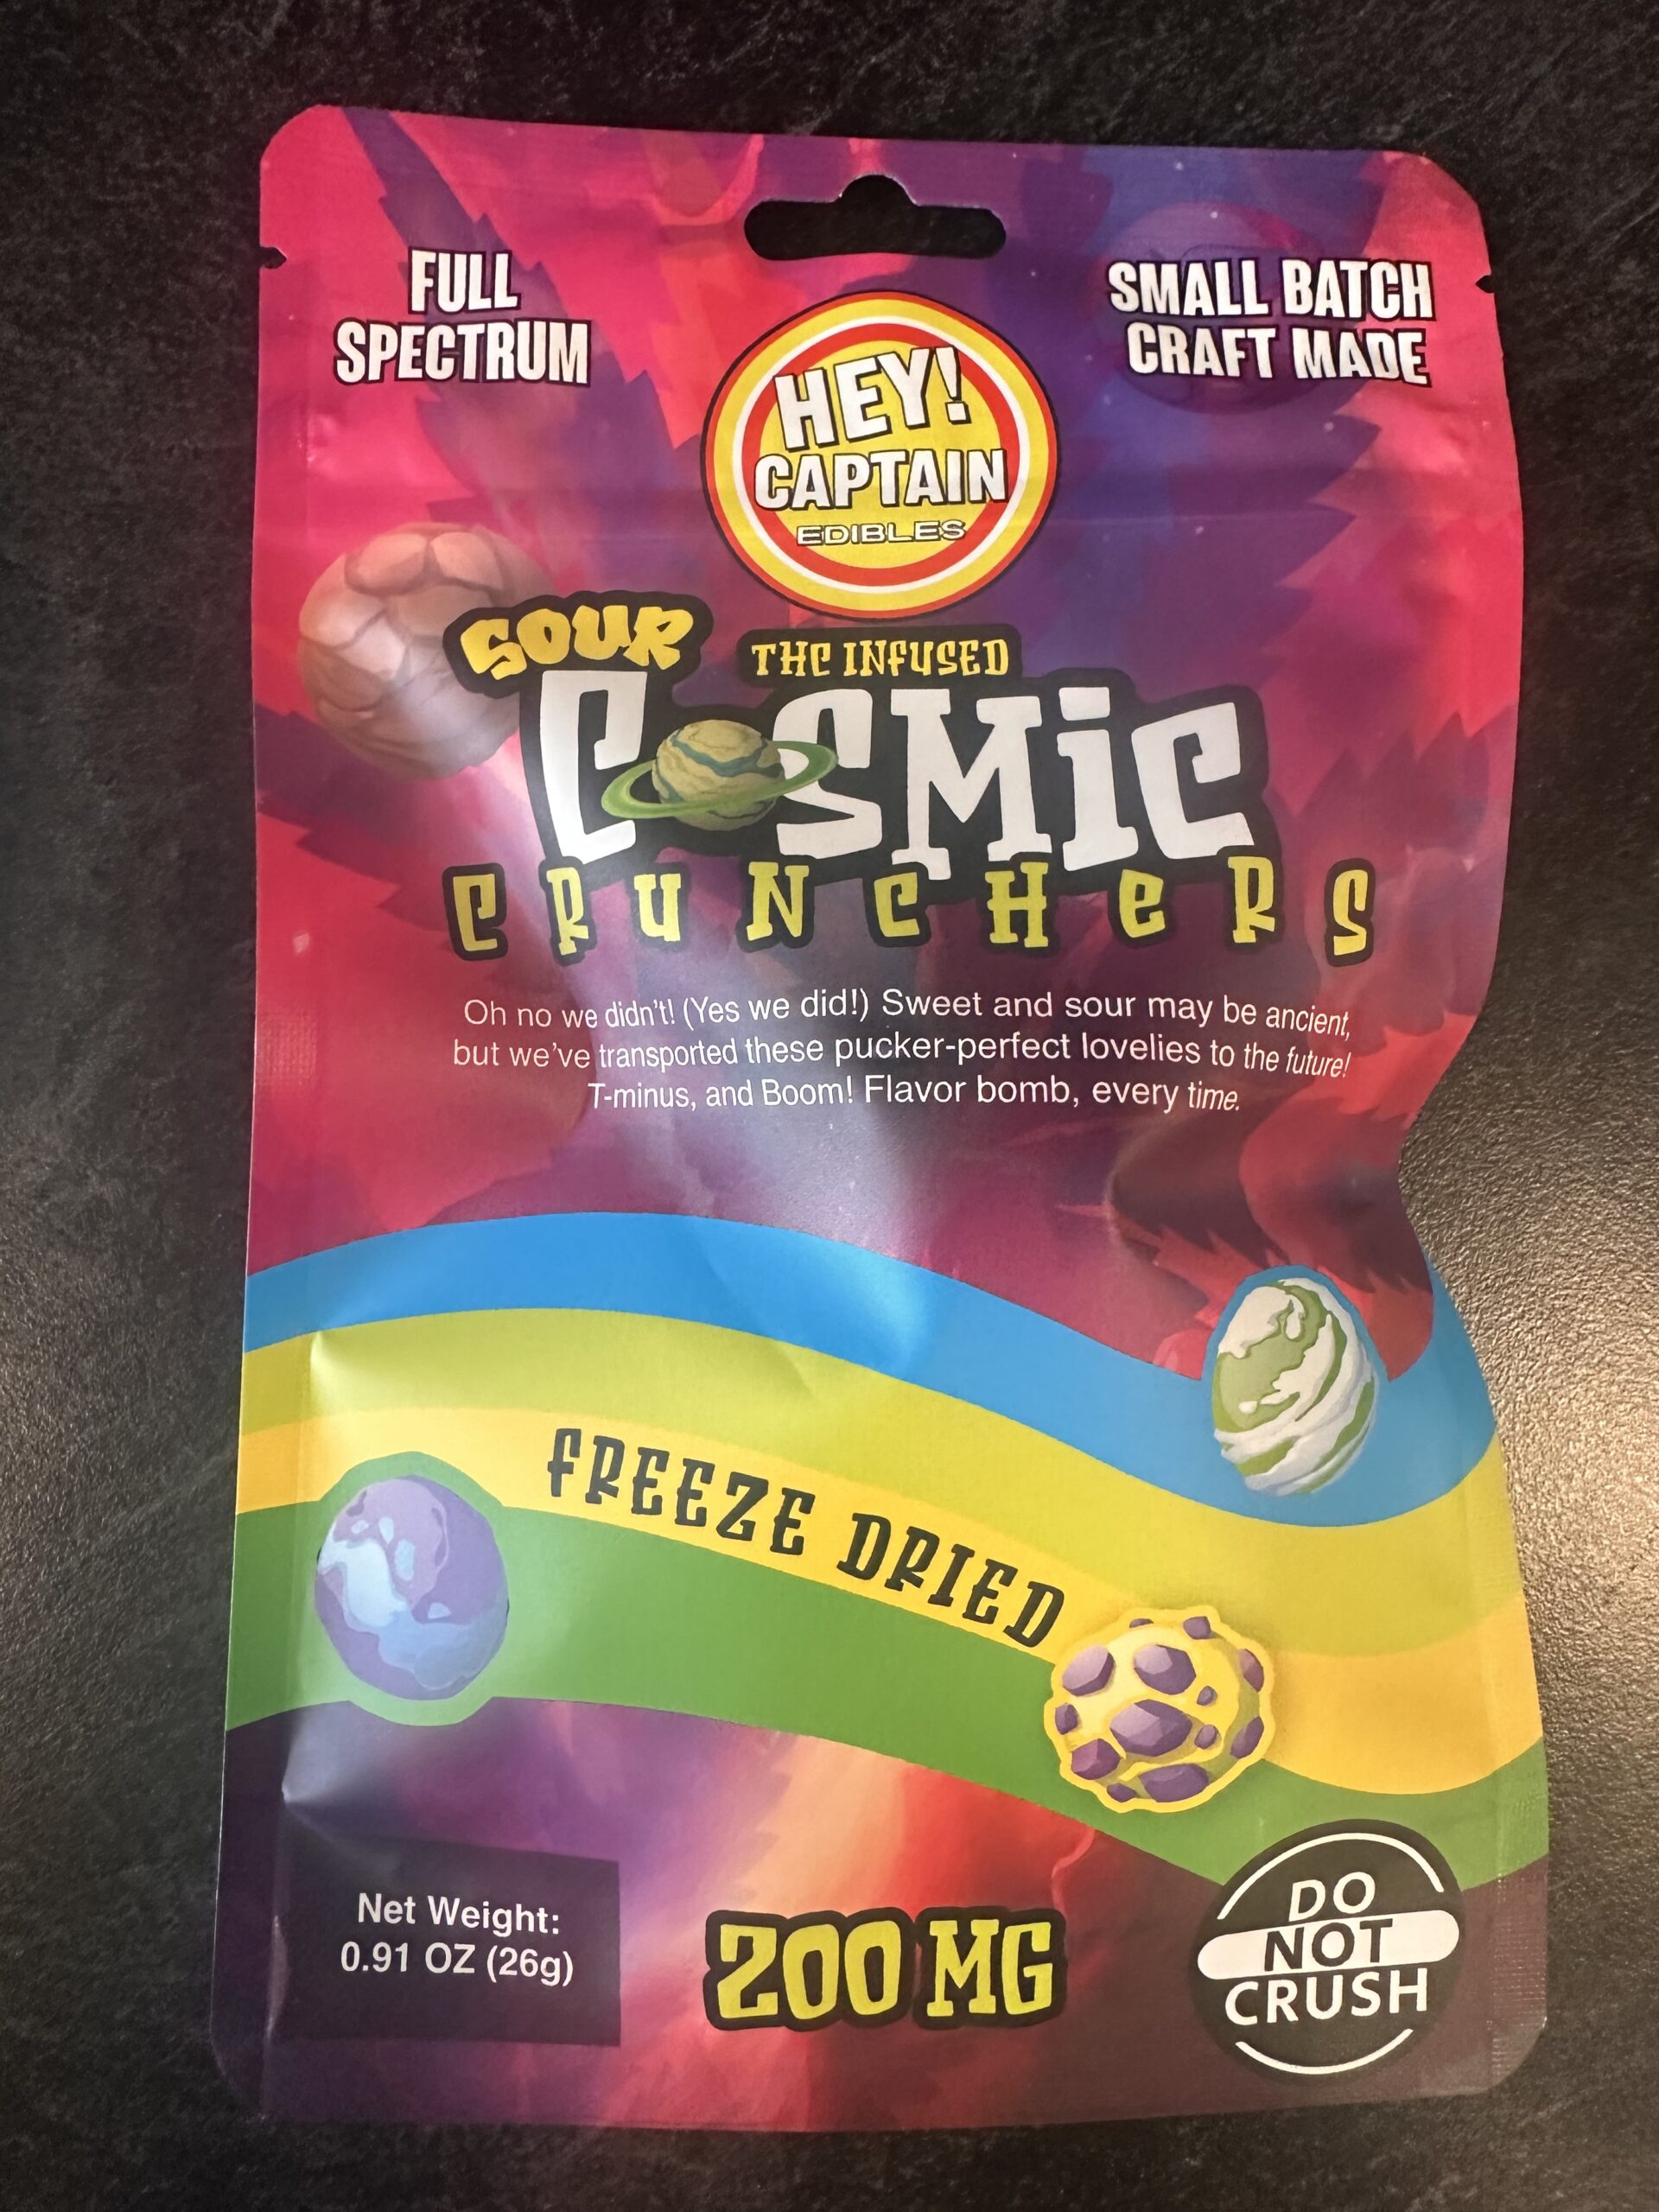 FULL
SPECTRUM
SMALL BATCH
CRAFT MADE
HEY!
CAPTAIN
EDIBLES
SOUR
THC INFUSED
COSMiC
CRuNCHeRS
Oh no we didn't! (Yes we did!) Sweet and sour may be ancient,
but we've transported these pucker-perfect lovelies to the future!
T-minus, and Boom! Flavor bomb, every time.
FREEZE DRIED
Net Weight:
0.91 OZ (26g)
200 MG
DO
NOT
CRUSH